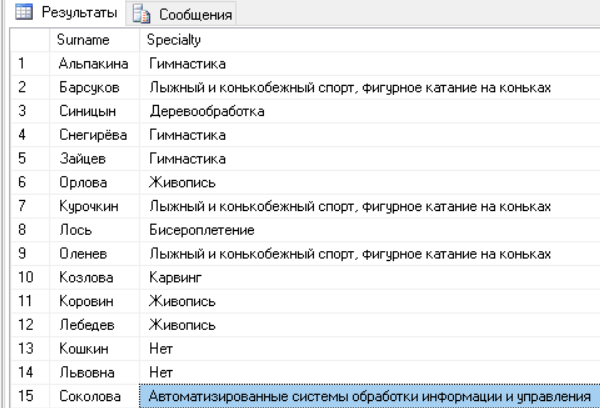 Результаты Сообщения
Surname Specialty
1 Альпакина Гимнастика
2 Барсуков Лыжный и конькобежный спорт, фигурное катание на коньках
3 Синицын Деревообработка
4 Снегирёва Гимнастика
5 Зайцев Гимнастика
6 Орлова Живопись
7 Курочкин Лыжный и конькобежный спорт, фигурное катание на коньках
8 Лось Бисероплетение
9 Оленев Лыжный и конькобежный спорт, фигурное катание на коньках
10 Козлова Карвинг
11 Коровин Живопись
12 Лебедев Живопись
13 Кошкин Нет
14 Львовна Нет
15 Соколова Автоматизированные системы обработки информации и управления